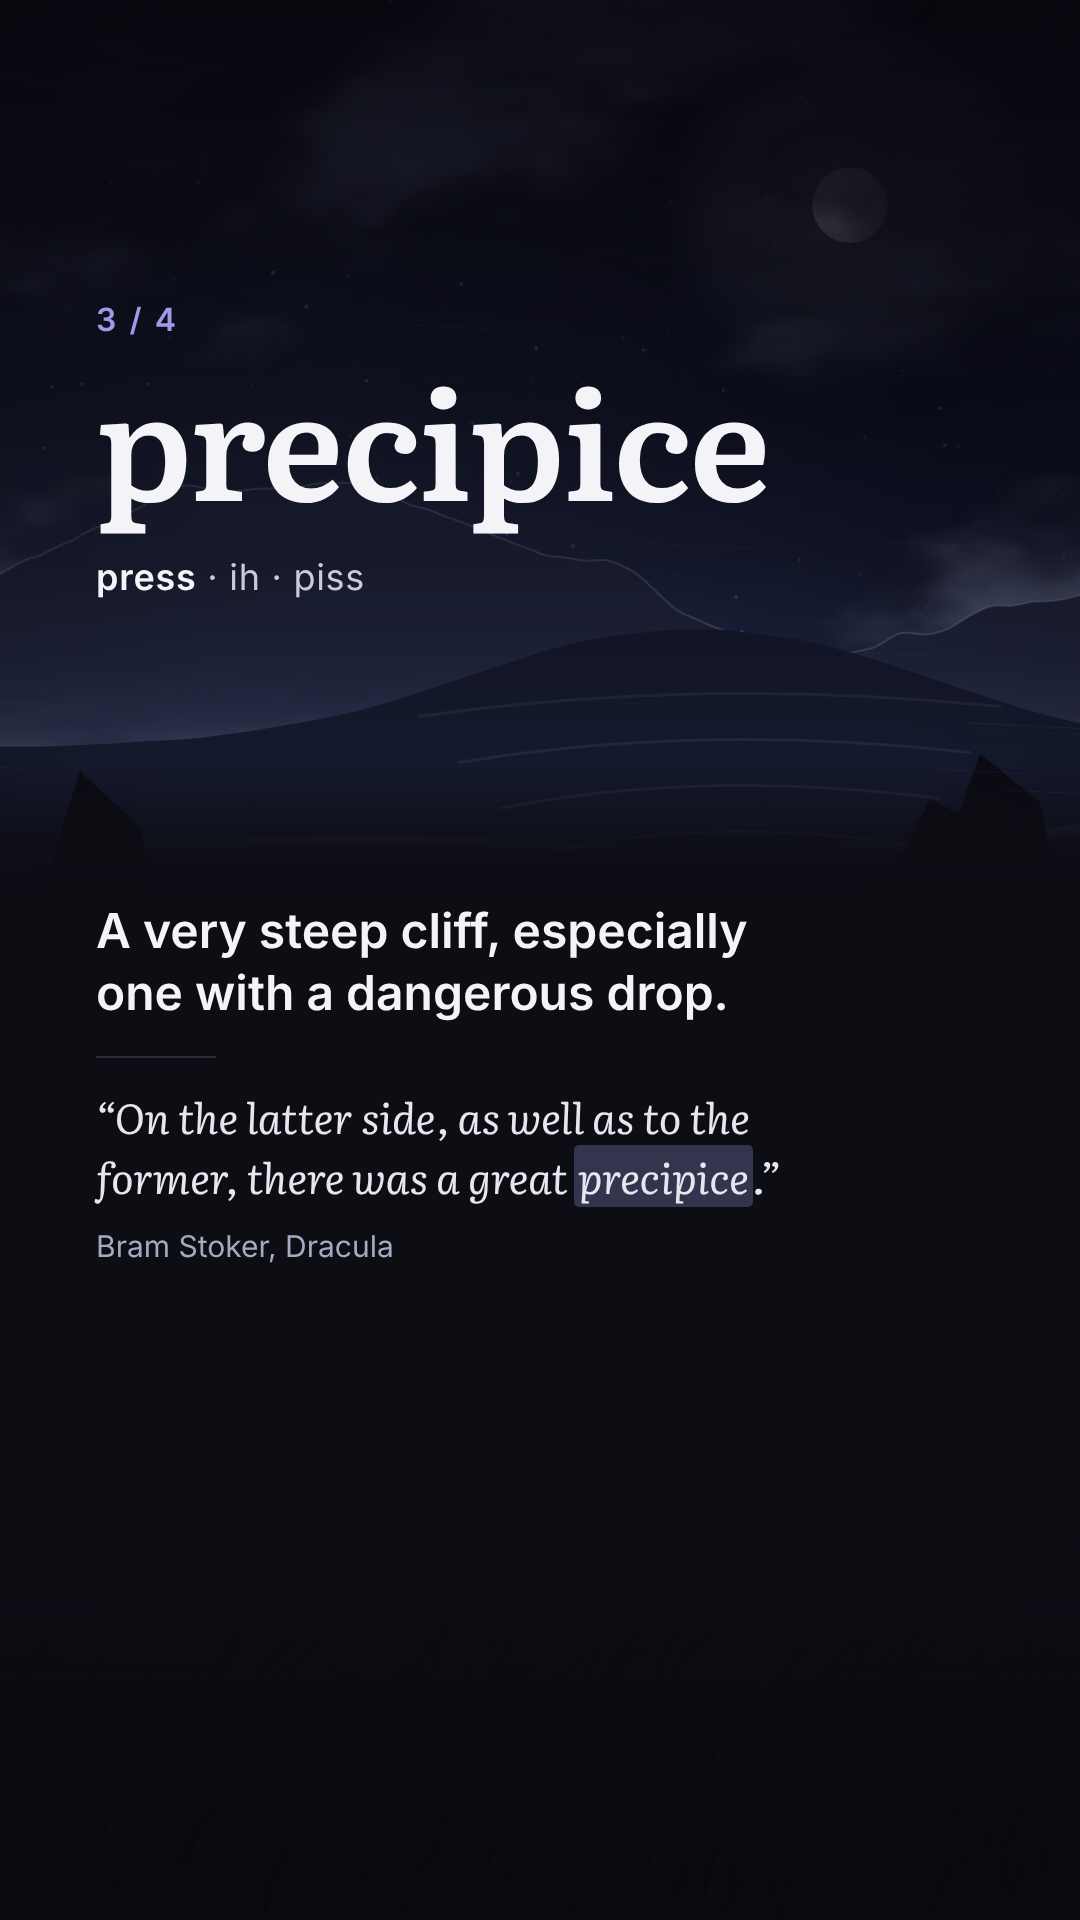 3 / 4
precipice
press · ih · piss
A very steep cliff, especially
one with a dangerous drop.
“On the latter side, as well as to the
former, there was a great precipice.”
Bram Stoker, Dracula